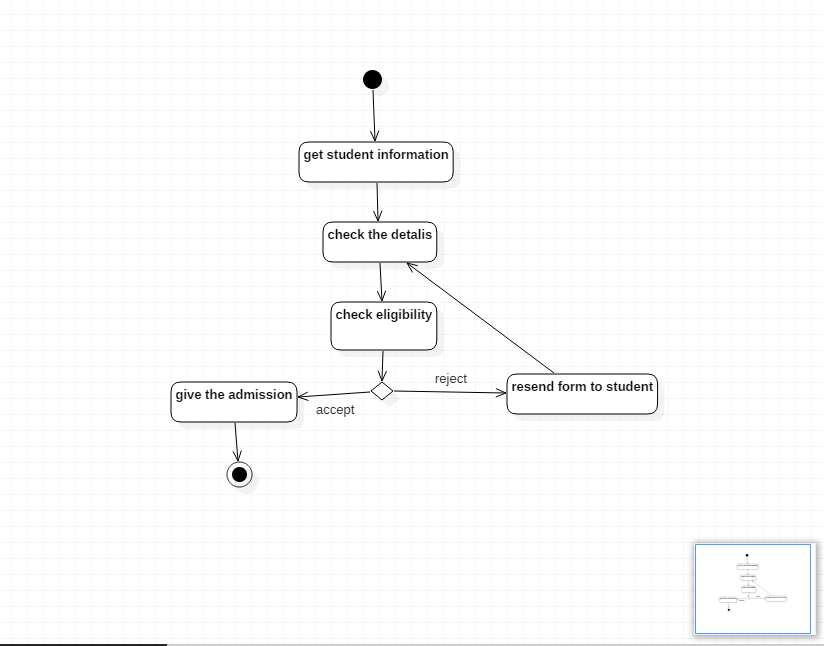 get student information
check the detalis
check eligibility
reject
give the admission
resend form to student
accept